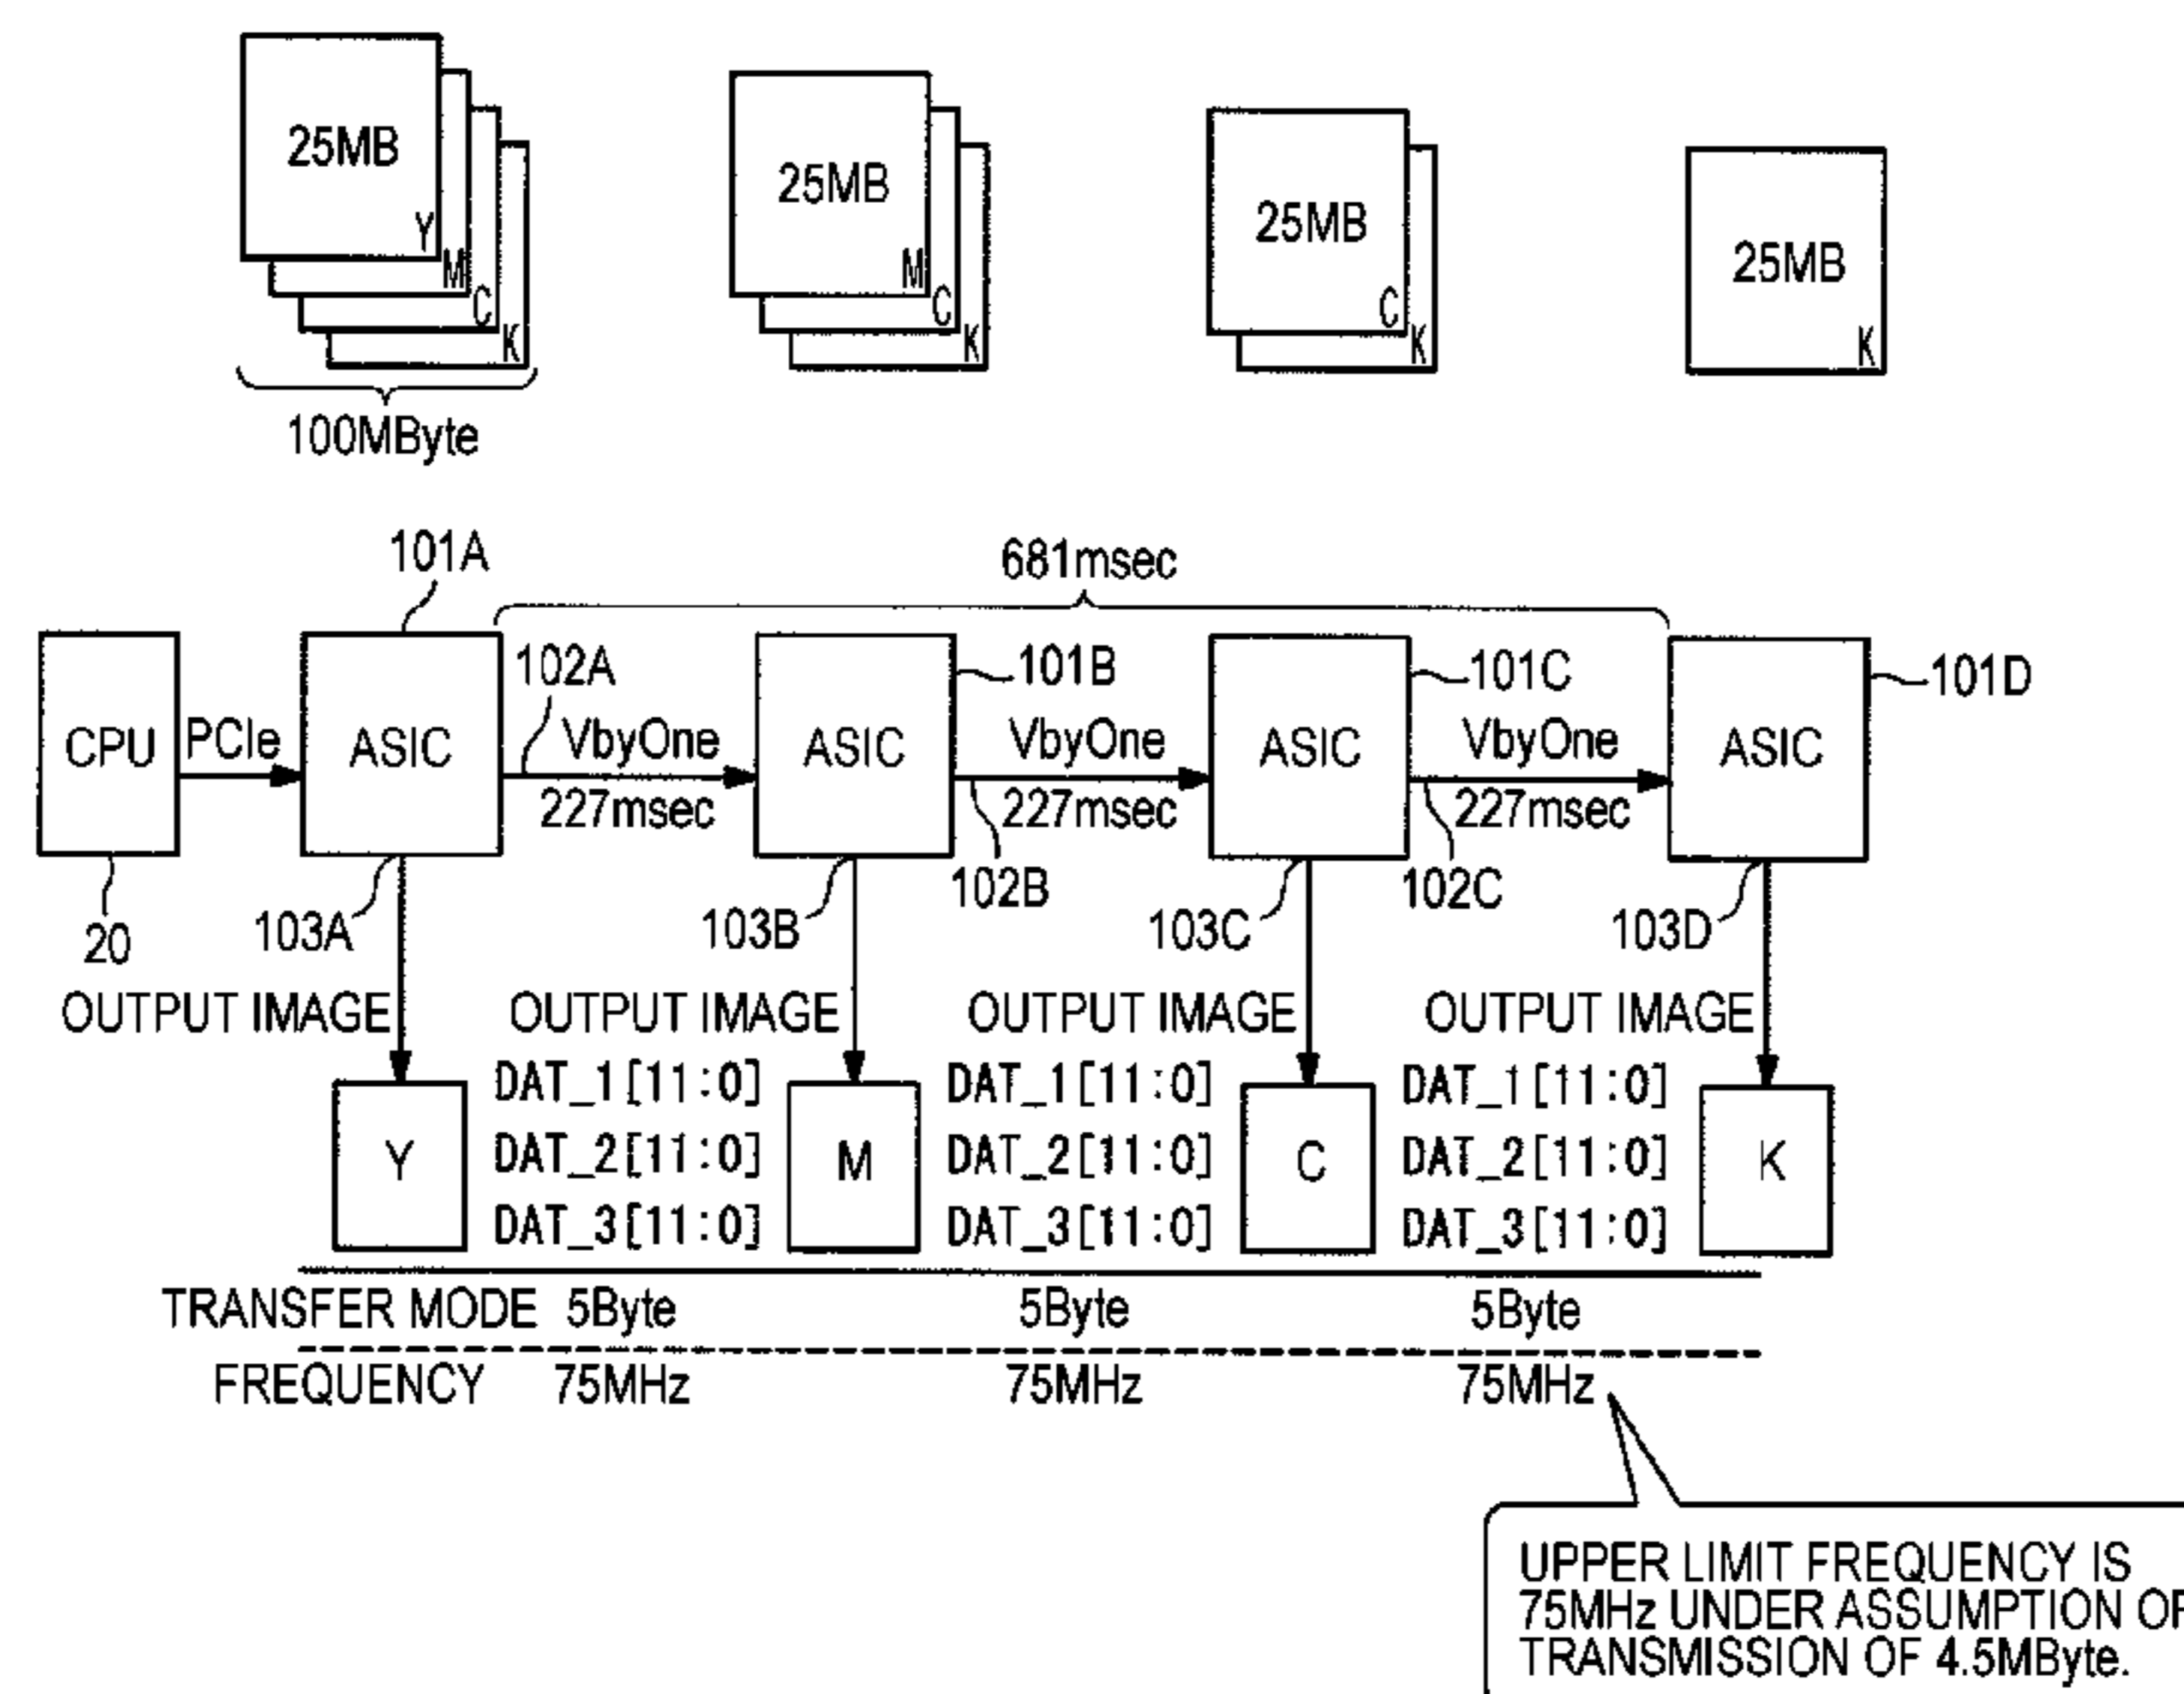 25MB
Y
M
C
K
100MByte
25MB
M
C
K
25MB
C
K
25MB
K
681msec
101A
101B
101C
101D
102A
CPU
PCIe
ASIC
VbyOne
227msec
ASIC
VbyOne
227msec
ASIC
VbyOne
227msec
ASIC
20
103A
103B
102B
103C
102C
103D
OUTPUT IMAGE
OUTPUT IMAGE
OUTPUT IMAGE
OUTPUT IMAGE
Y
DAT_1[11:0]
DAT_2[11:0]
DAT_3[11:0]
M
DAT_1[11:0]
DAT_2[11:0]
DAT_3[11:0]
C
DAT_1[11:0]
DAT_2[11:0]
DAT_3[11:0]
K
TRANSFER MODE 5Byte 5Byte 5Byte
FREQUENCY 75MHz 75MHz 75MHz
UPPER LIMIT FREQUENCY IS
75MHz UNDER ASSUMPTION OF
TRANSMISSION OF 4.5MByte.